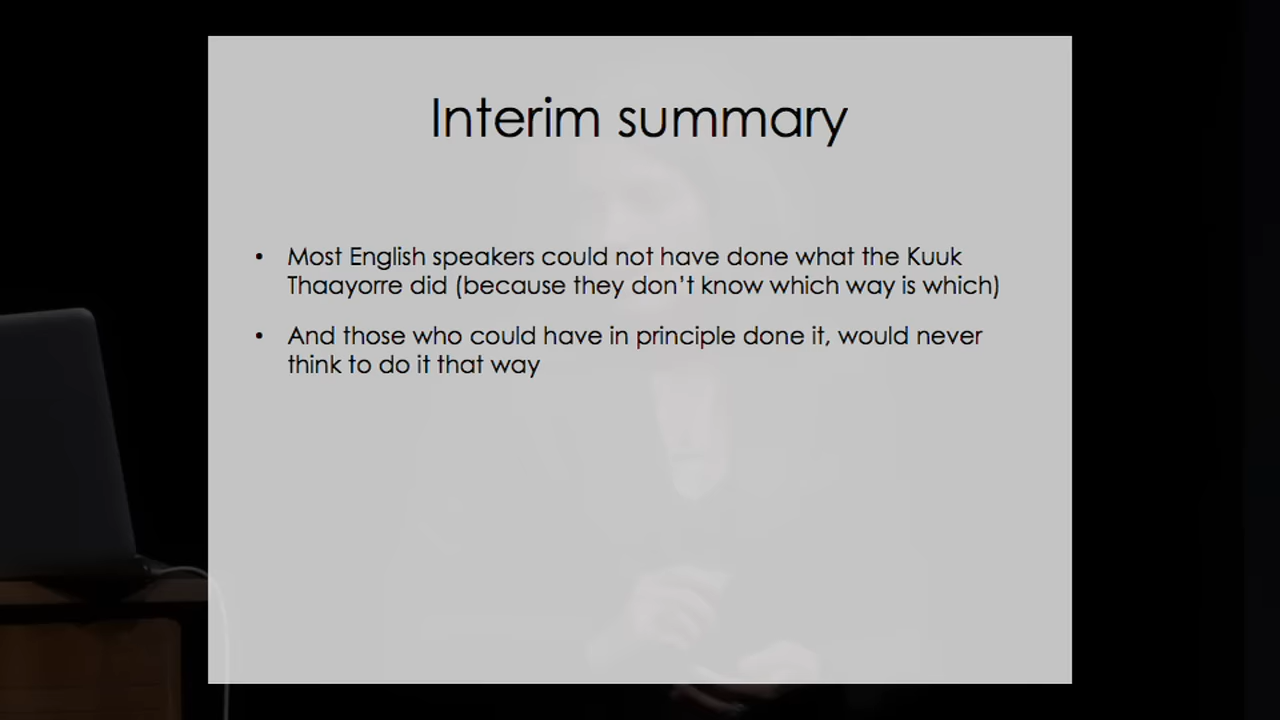 Interim summary
• Most English speakers could not have done what the Kuuk
Thaayorre did (because they don't know which way is which)
• And those who could have in principle done it, would never
think to do it that way